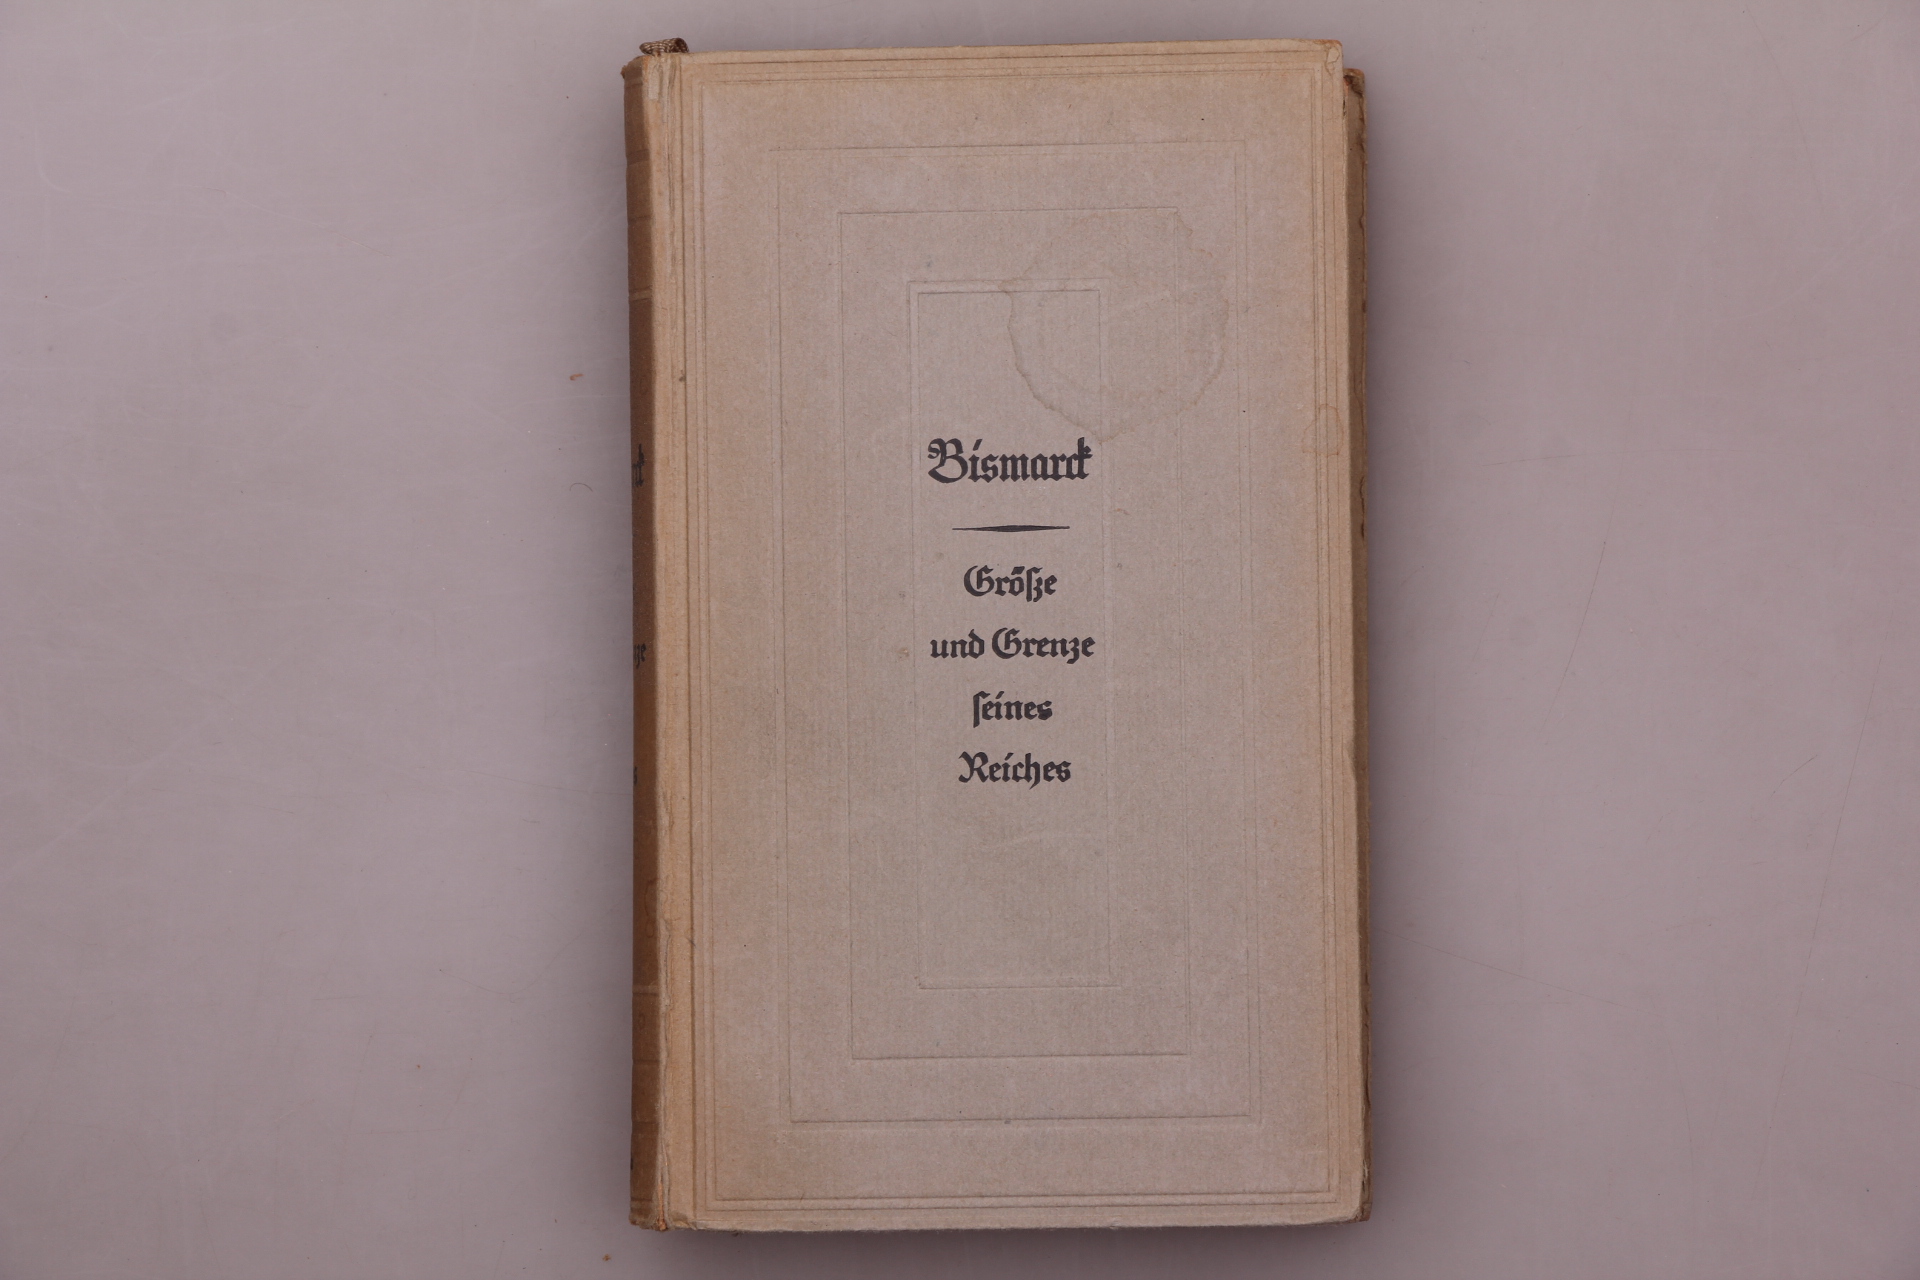 Bismarck
Größe
und Grenze
seines
Reiches